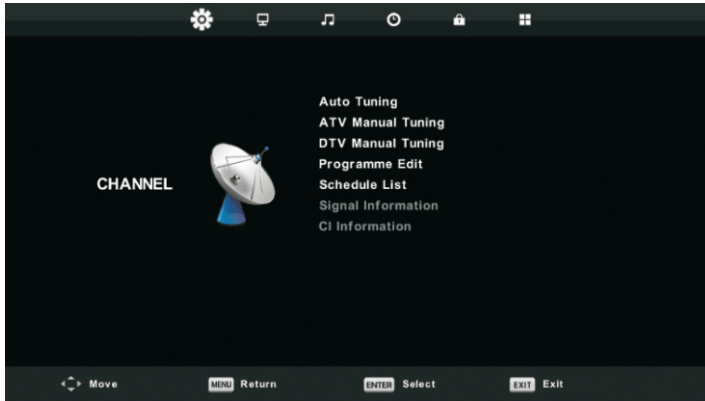 CHANNEL
Auto Tuning
ATV Manual Tuning
DTV Manual Tuning
Programme Edit
Schedule List
Signal Information
CI Information
Move MENU Return ENTER Select EXIT Exit